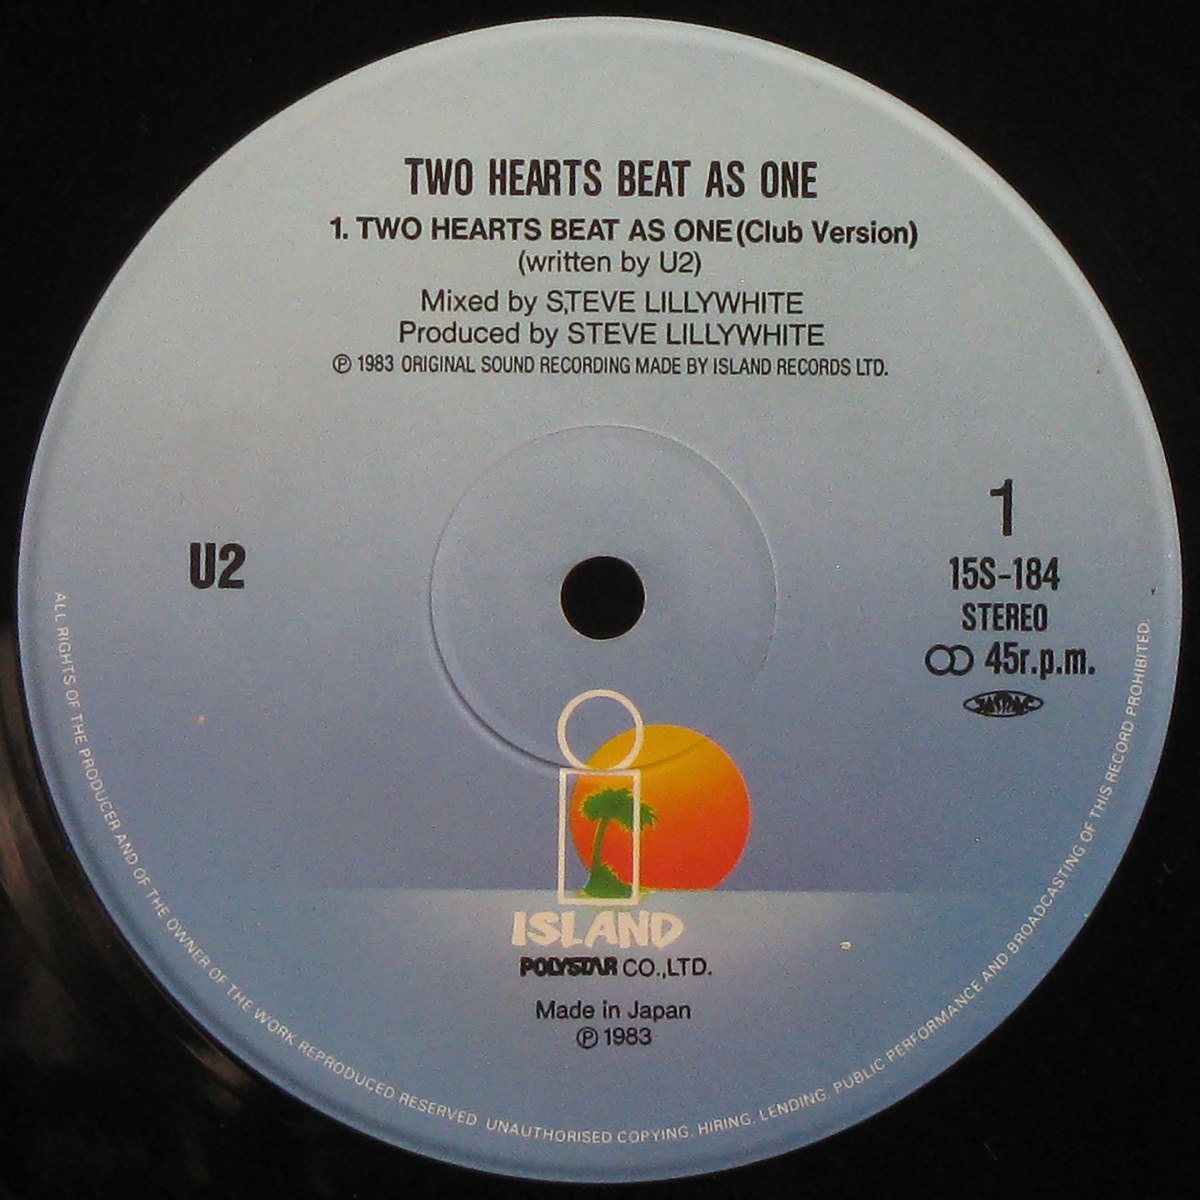 TWO HEARTS BEAT AS ONE
1. TWO HEARTS BEAT AS ONE (Club Version)
(written by U2)
Mixed by S,TEVE LILLYWHITE
Produced by STEVE LILLYWHITE
℗ 1983 ORIGINAL SOUND RECORDING MADE BY ISLAND RECORDS LTD.
U2
1
15S-184
STEREO
45r.p.m.
JASRAC
ISLAND
POLYSTAR CO.,LTD.
Made in Japan
℗ 1983
ALL RIGHTS OF THE PRODUCER AND OF THE OWNER OF THE WORK REPRODUCED RESERVED UNAUTHORISED COPYING. HIRING. LENDING. PUBLIC PERFORMANCE AND BROADCASTING OF THIS RECORD PROHIBITED.